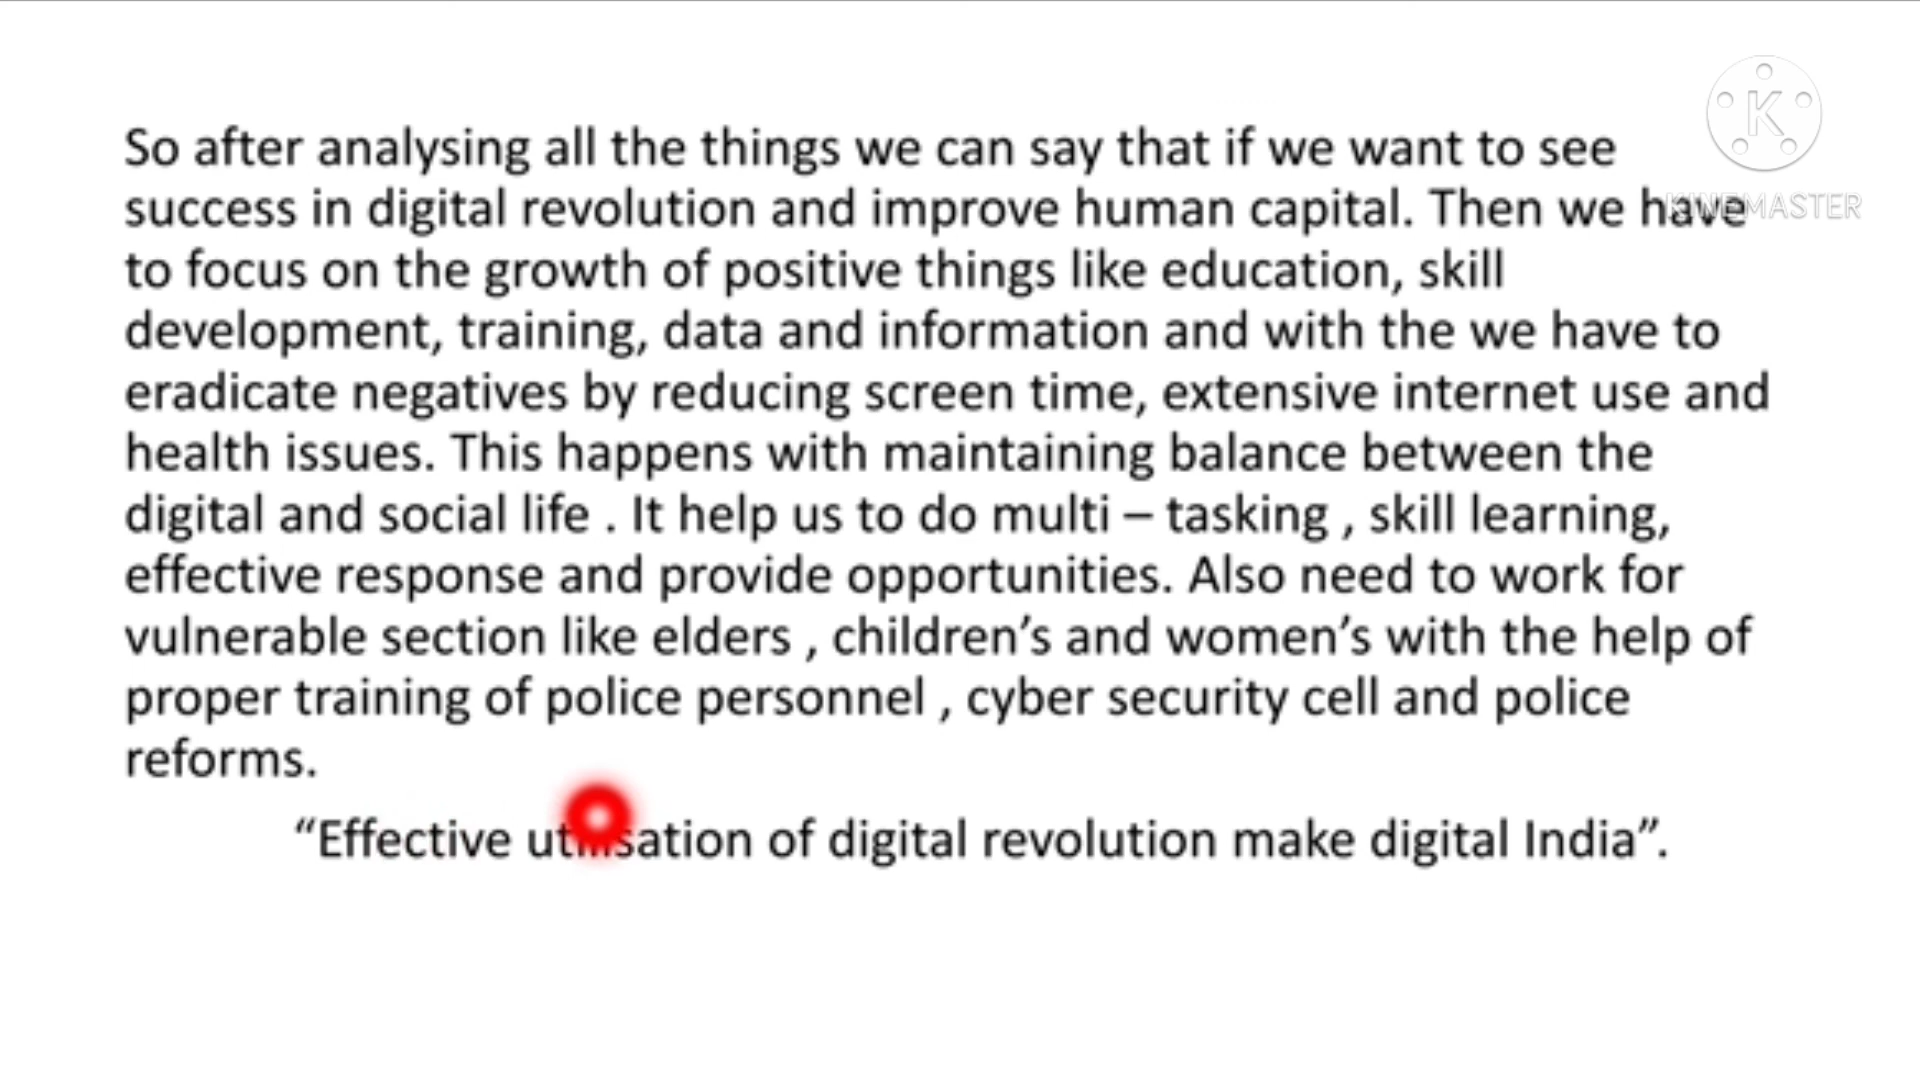 So after analysing all the things we can say that if we want to see
success in digital revolution and improve human capital. Then we have
to focus on the growth of positive things like education, skill
development, training, data and information and with the we have to
eradicate negatives by reducing screen time, extensive internet use and
health issues. This happens with maintaining balance between the
digital and social life . It help us to do multi – tasking , skill learning,
effective response and provide opportunities. Also need to work for
vulnerable section like elders , children’s and women’s with the help of
proper training of police personnel , cyber security cell and police
reforms.
“Effective utilisation of digital revolution make digital India”.
K
KINEMASTER